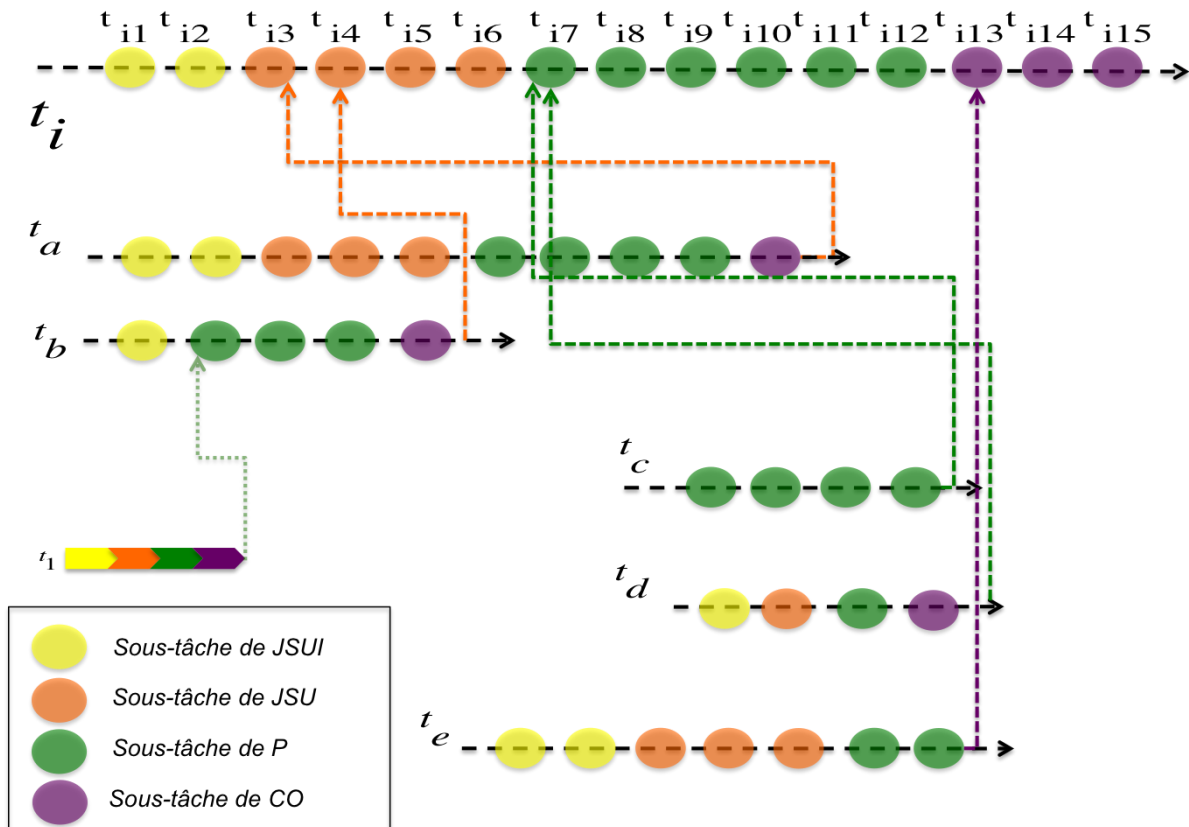 t i1 t i2 t i3 t i4 t i5 t i6 t i7 t i8 t i9 t i10 t i11 t i12 t i13 t i14 t i15
t i
t a
t b
t c
t 1
t d
Sous-tâche de JSUI
Sous-tâche de JSU
t e
Sous-tâche de P
Sous-tâche de CO